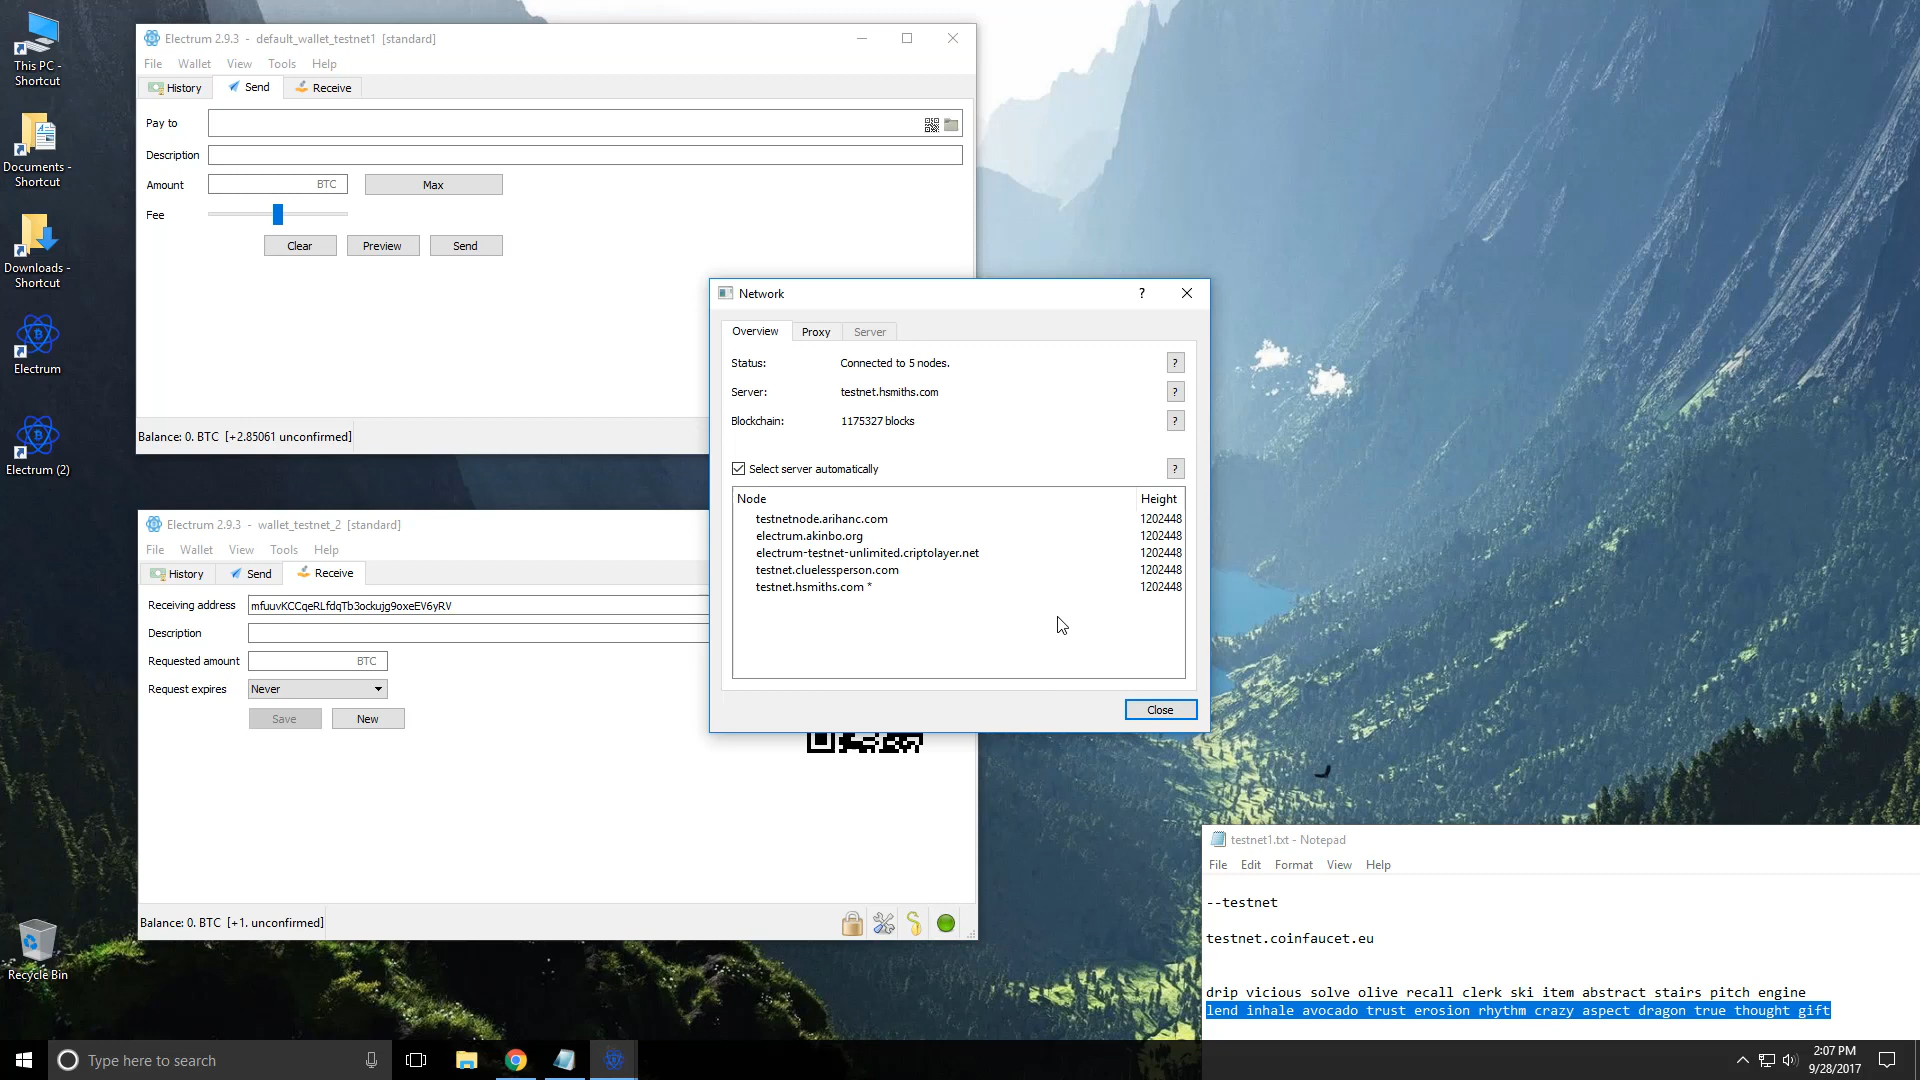 This PC -
Shortcut
Documents -
Shortcut
Downloads -
Shortcut
Electrum
Electrum (2)
Recycle Bin
Electrum 2.9.3 - default_wallet_testnet1 [standard]
File Wallet View Tools Help
History Send Receive
Pay to
Description
Amount BTC Max
Fee
Clear Preview Send
Balance: 0. BTC [+2.85061 unconfirmed]
Electrum 2.9.3 - wallet_testnet_2 [standard]
File Wallet View Tools Help
History Send Receive
Receiving address mfuuvKCCqeRLfdqTb3ockujg9oxeEV6yRV
Description
Requested amount BTC
Request expires Never
Save New
Balance: 0. BTC [+1. unconfirmed]
Network ?
Overview Proxy Server
Status: Connected to 5 nodes. ?
Server: testnet.hsmiths.com ?
Blockchain: 1175327 blocks ?
Select server automatically ?
Node Height
testnetnode.arihanc.com 1202448
electrum.akinbo.org 1202448
electrum-testnet-unlimited.criptolayer.net 1202448
testnet.cluelessperson.com 1202448
testnet.hsmiths.com * 1202448
Close
testnet1.txt - Notepad
File Edit Format View Help
--testnet
testnet.coinfaucet.eu
drip vicious solve olive recall clerk ski item abstract stairs pitch engine
lend inhale avocado trust erosion rhythm crazy aspect dragon true thought gift
Type here to search
2:07 PM
9/28/2017